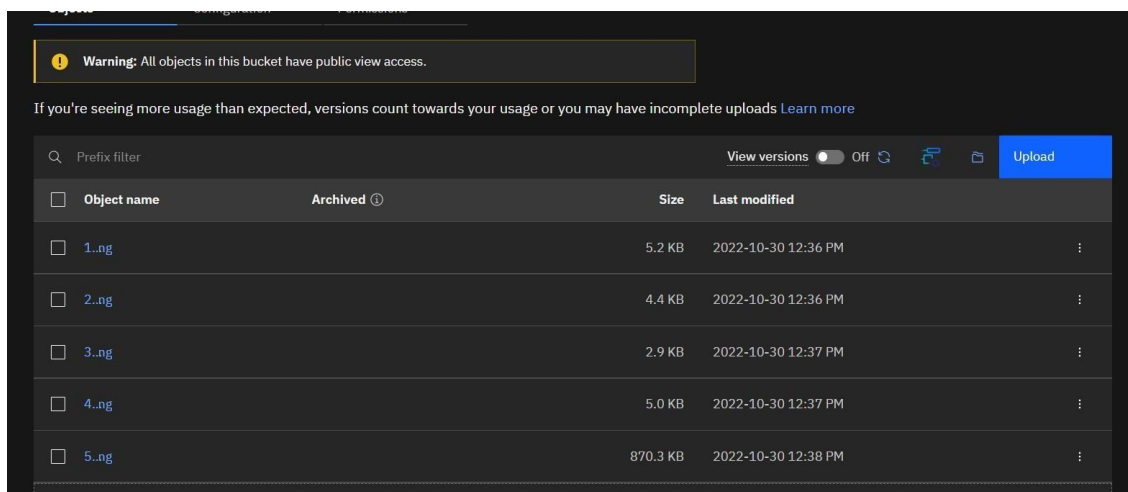 Objects Configuration Permissions
Warning: All objects in this bucket have public view access.
If you're seeing more usage than expected, versions count towards your usage or you may have incomplete uploads Learn more
Prefix filter View versions Off Upload
Object name Archived Size Last modified
1..ng 5.2 KB 2022-10-30 12:36 PM
2..ng 4.4 KB 2022-10-30 12:36 PM
3..ng 2.9 KB 2022-10-30 12:37 PM
4..ng 5.0 KB 2022-10-30 12:37 PM
5..ng 870.3 KB 2022-10-30 12:38 PM